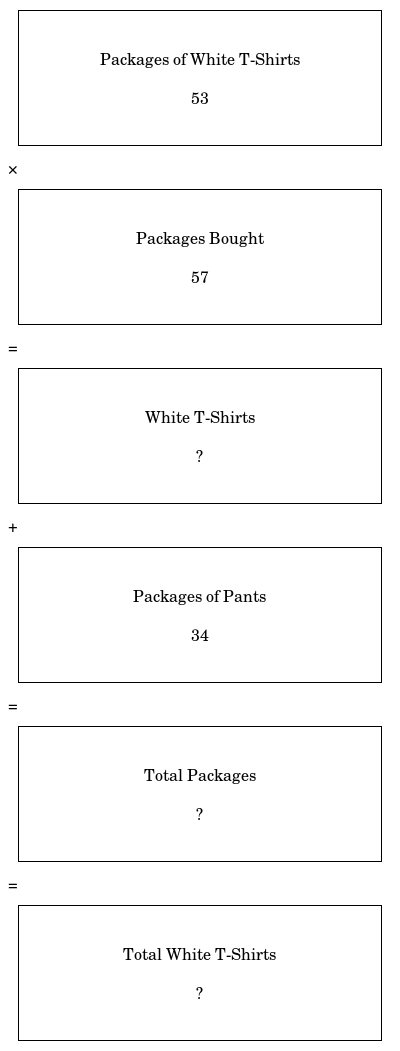 Packages of White T-Shirts
53
×
Packages Bought
57
=
White T-Shirts
?
+
Packages of Pants
34
=
Total Packages
?
=
Total White T-Shirts
?